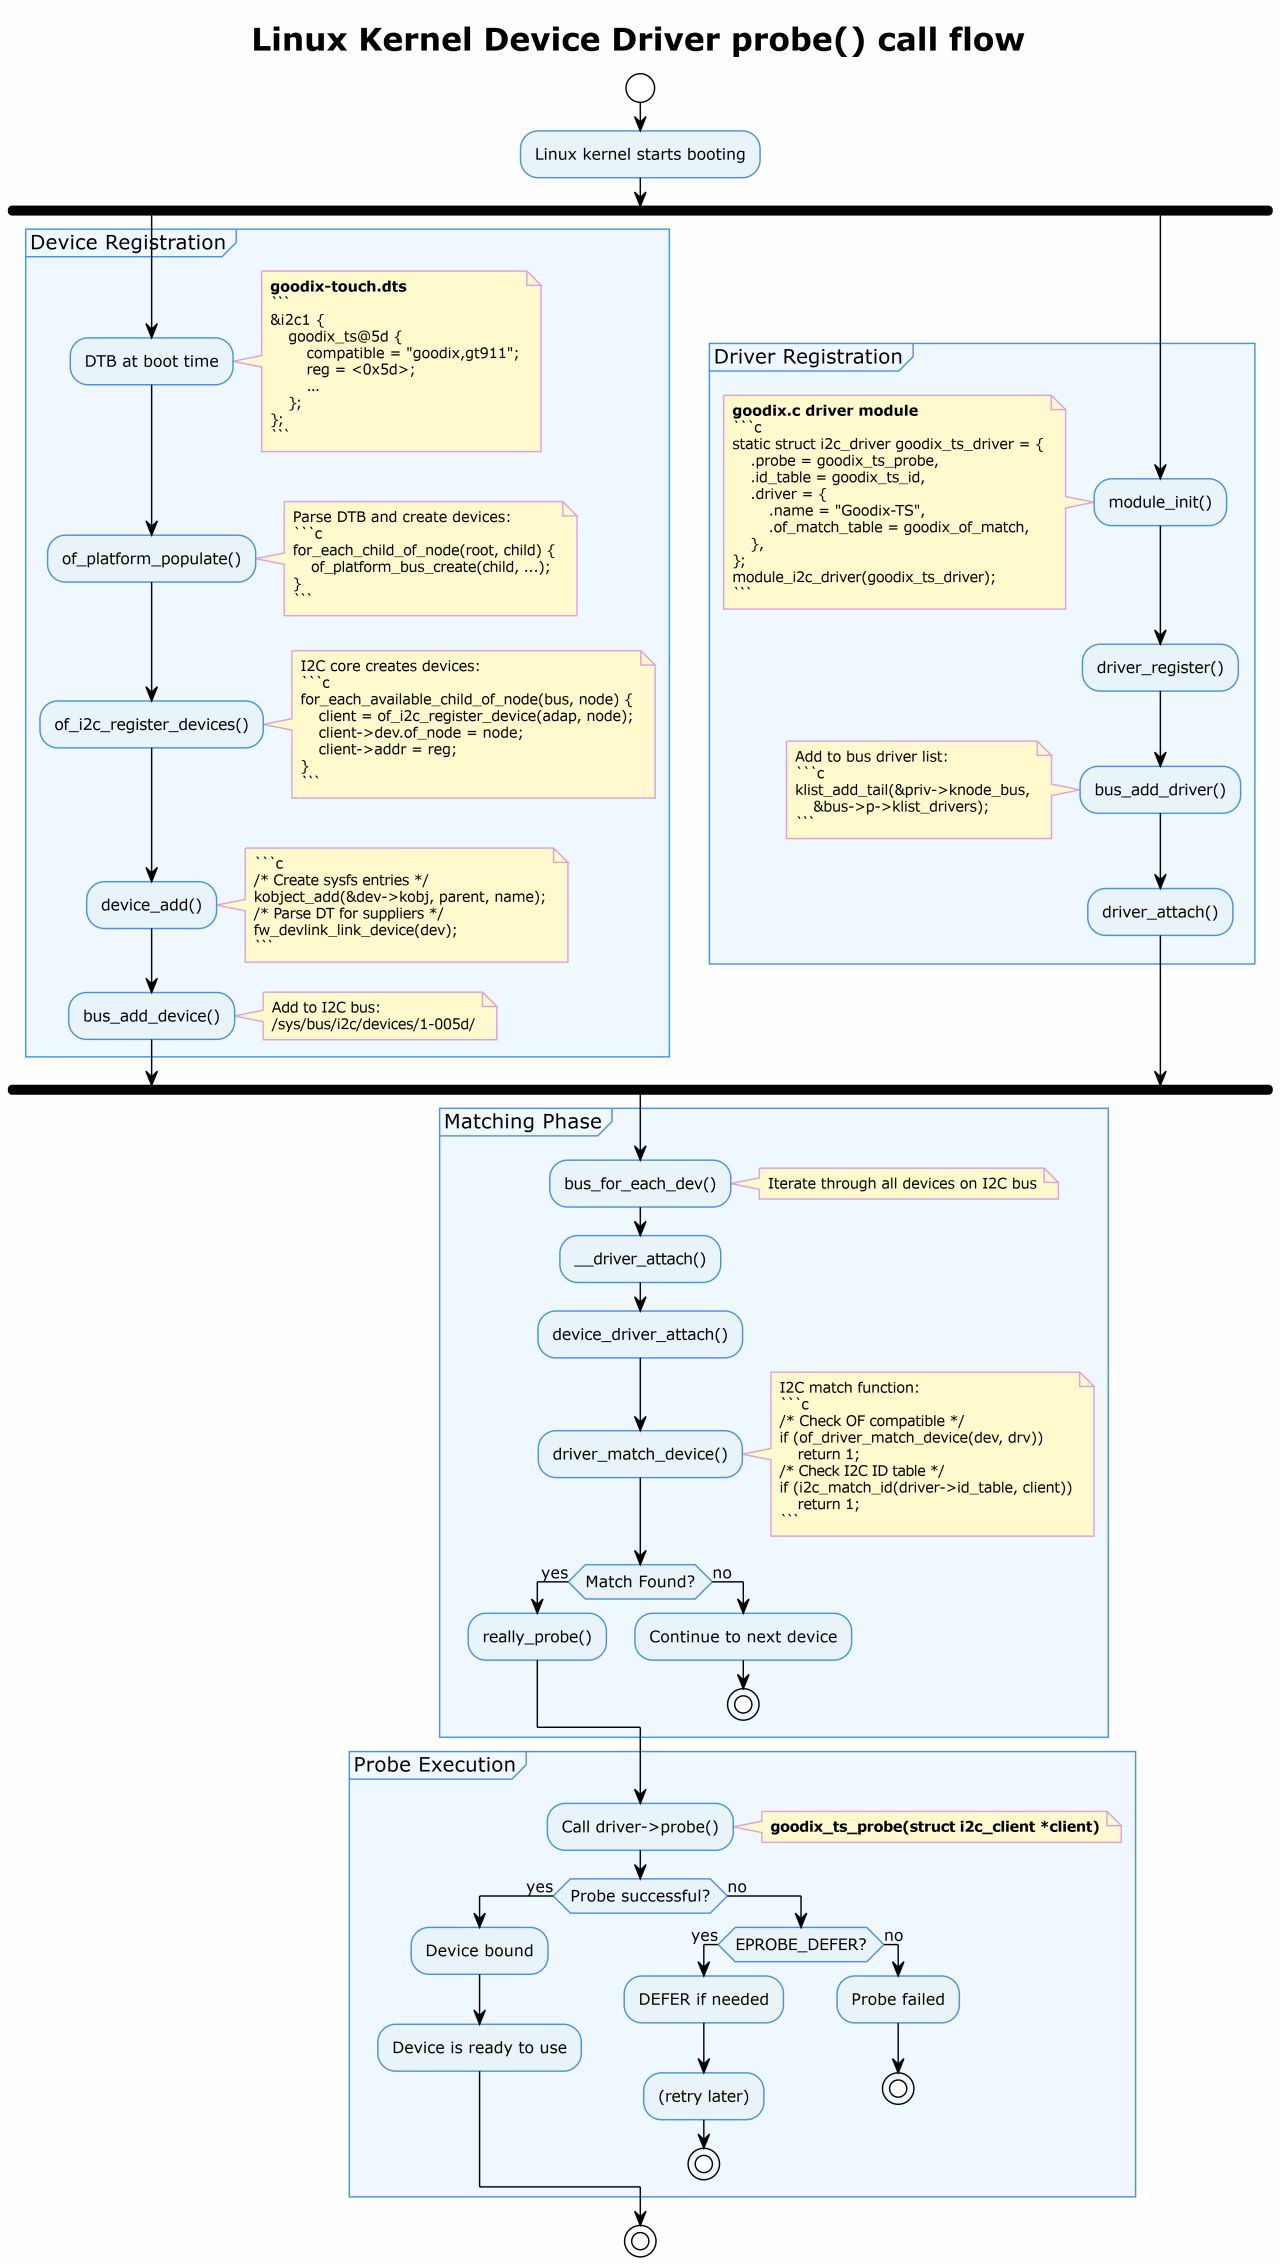 Linux Kernel Device Driver probe() call flow
Linux kernel starts booting
Device Registration
DTB at boot time
goodix-touch.dts
```
&i2c1 {
    goodix_ts@5d {
        compatible = "goodix,gt911";
        reg = <0x5d>;
        ...
    };
};
```
of_platform_populate()
Parse DTB and create devices:
```c
for_each_child_of_node(root, child) {
    of_platform_bus_create(child, ...);
}
```
of_i2c_register_devices()
I2C core creates devices:
```c
for_each_available_child_of_node(bus, node) {
    client = of_i2c_register_device(adap, node);
    client->dev.of_node = node;
    client->addr = reg;
}
```
device_add()
```c
/* Create sysfs entries */
kobject_add(&dev->kobj, parent, name);
/* Parse DT for suppliers */
fw_devlink_link_device(dev);
```
bus_add_device()
Add to I2C bus:
/sys/bus/i2c/devices/1-005d/
Driver Registration
goodix.c driver module
```c
static struct i2c_driver goodix_ts_driver = {
    .probe = goodix_ts_probe,
    .id_table = goodix_ts_id,
    .driver = {
        .name = "Goodix-TS",
        .of_match_table = goodix_of_match,
    },
};
module_i2c_driver(goodix_ts_driver);
```
module_init()
driver_register()
Add to bus driver list:
```c
klist_add_tail(&priv->knode_bus,
    &bus->p->klist_drivers);
```
bus_add_driver()
driver_attach()
Matching Phase
bus_for_each_dev()
Iterate through all devices on I2C bus
__driver_attach()
device_driver_attach()
driver_match_device()
I2C match function:
```c
/* Check OF compatible */
if (of_driver_match_device(dev, drv))
    return 1;
/* Check I2C ID table */
if (i2c_match_id(driver->id_table, client))
    return 1;
```
yes
Match Found?
no
really_probe()
Continue to next device
Probe Execution
Call driver->probe()
goodix_ts_probe(struct i2c_client *client)
yes
Probe successful?
no
Device bound
Device is ready to use
yes
EPROBE_DEFER?
no
DEFER if needed
Probe failed
(retry later)